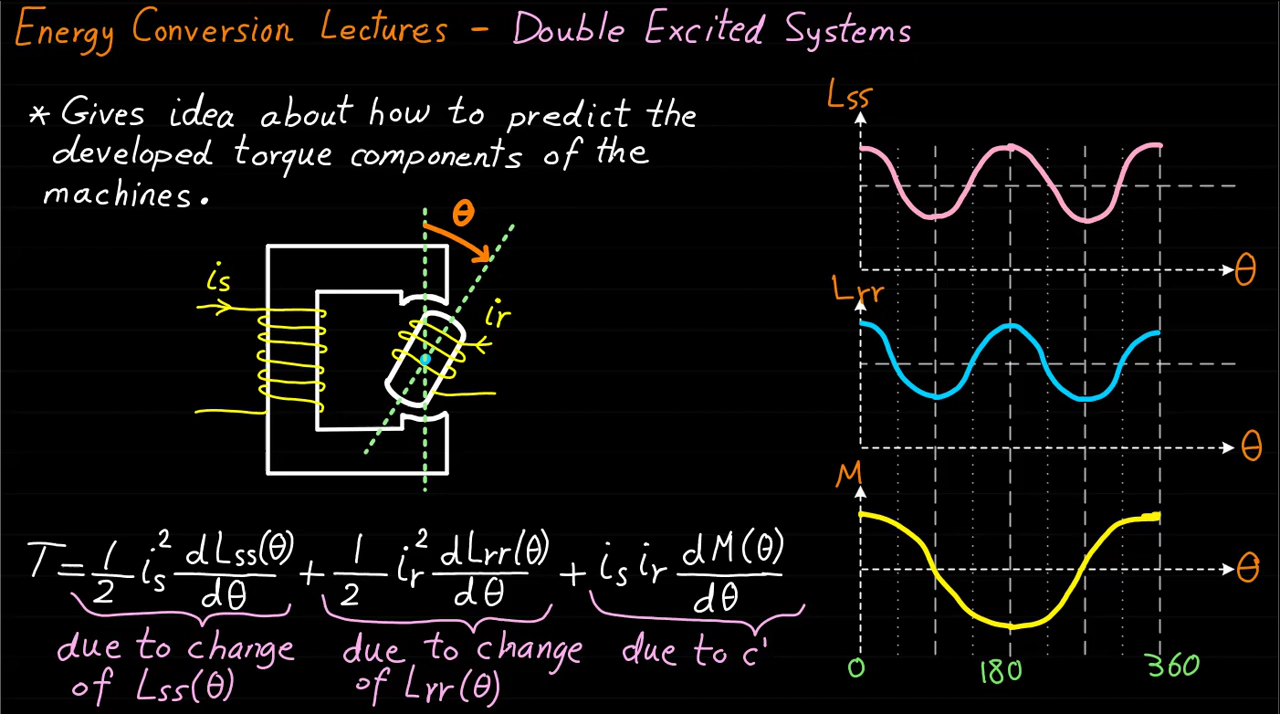 Energy Conversion Lectures - Double Excited Systems
* Gives idea about how to predict the
developed torque components of the
machines.
θ
is
ir
T = 1/2 is² dLss(θ)/dθ + 1/2 ir² dLrr(θ)/dθ + is ir dM(θ)/dθ
due to change
of Lss(θ)
due to change
of Lrr(θ)
due to c'
Lss
θ
Lrr
θ
M
θ
0 180 360